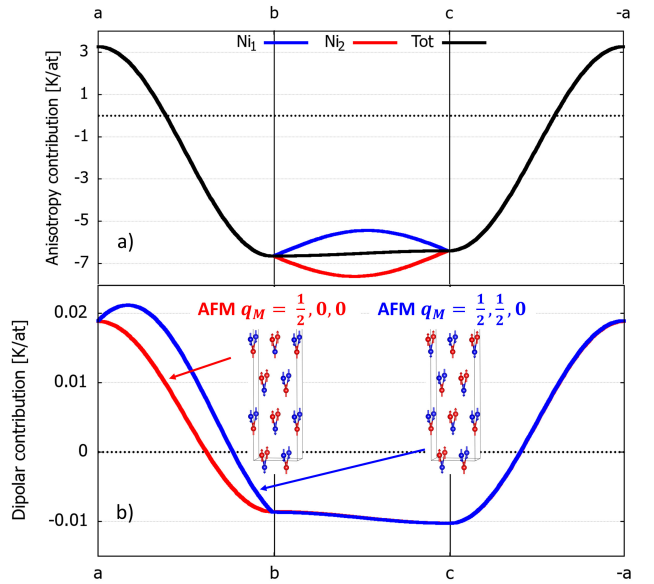 a b c -a
Ni1 Ni2 Tot
Anisotropy contribution [K/at]
3
1
-1
-3
-5
-7
a)
AFM qM = 1/2, 0, 0 AFM qM = 1/2, 1/2, 0
Dipolar contribution [K/at]
0.02
0.01
0
-0.01
b)
a b c -a